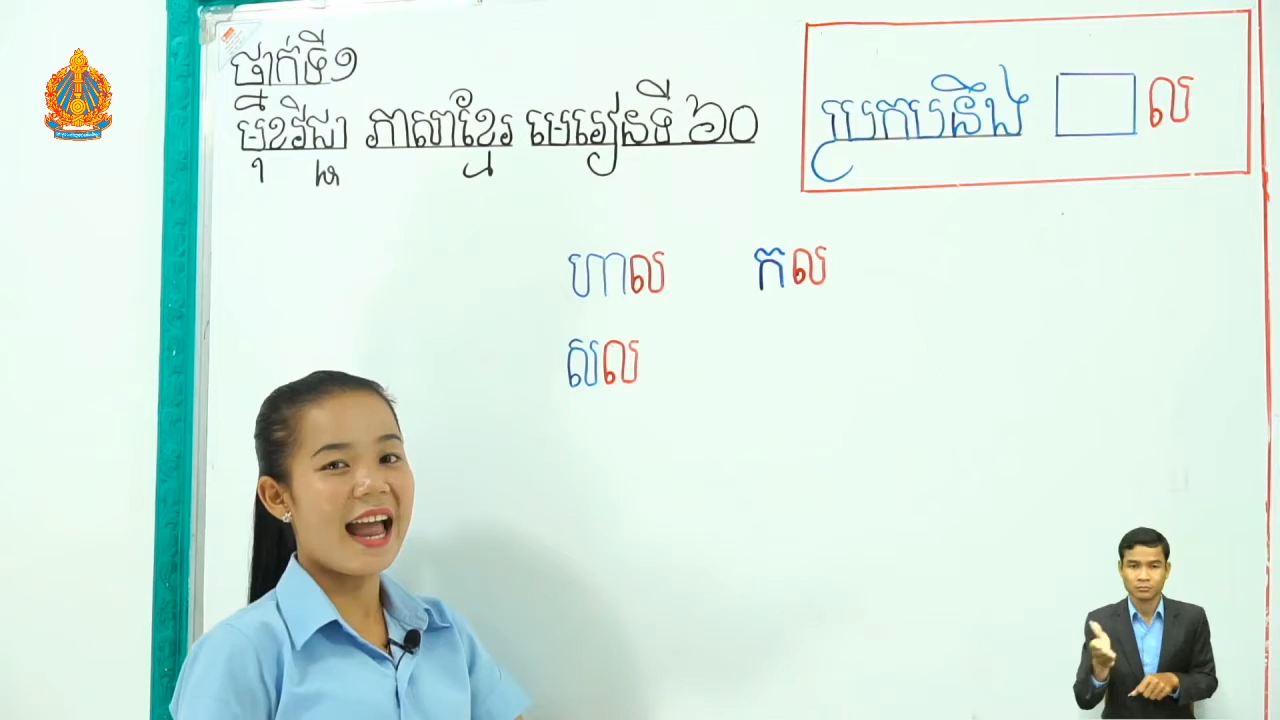 ថ្នាក់ទី១
មុខវិជ្ជា ភាសាខ្មែរ មេរៀនទី ៦០
ប្រកបនឹង ល
ហាល កល
សល